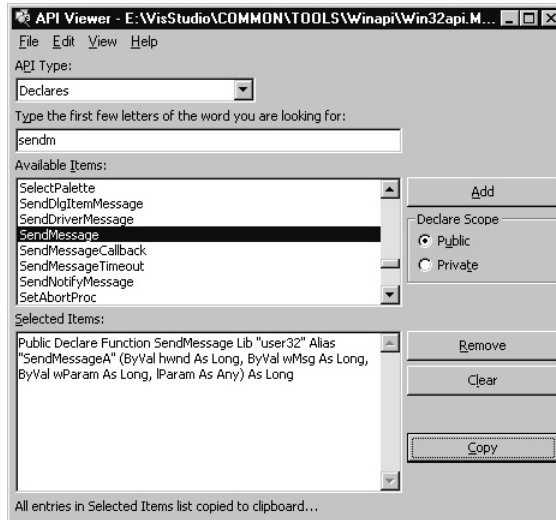 API Viewer - E:\VisStudio\COMMON\TOOLS\Winapi\Win32api.M...
File Edit View Help
API Type:
Declares
Type the first few letters of the word you are looking for:
sendm
Available Items:
SelectPalette
SendDlgItemMessage
SendDriverMessage
SendMessage
SendMessageCallback
SendMessageTimeout
SendNotifyMessage
SetAbortProc
Add
Declare Scope
Public
Private
Selected Items:
Public Declare Function SendMessage Lib "user32" Alias
"SendMessageA" (ByVal hwnd As Long, ByVal wMsg As Long,
ByVal wParam As Long, lParam As Any) As Long
Remove
Clear
Copy
All entries in Selected Items list copied to clipboard...